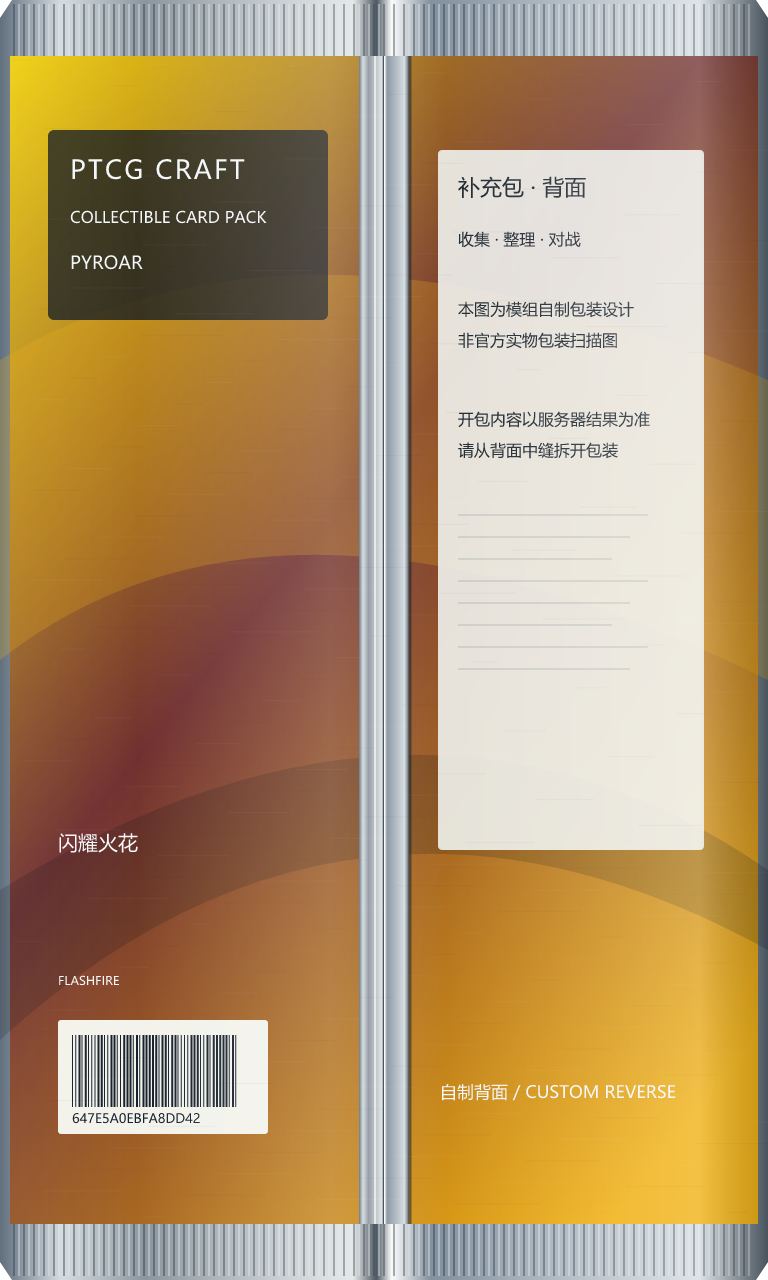 PTCG CRAFT
COLLECTIBLE CARD PACK
PYROAR
闪耀火花
FLASHFIRE
647E5A0EBFA8DD42
补充包 · 背面
收集 · 整理 · 对战
本图为模组自制包装设计
非官方实物包装扫描图
开包内容以服务器结果为准
请从背面中缝拆开包装
自制背面 / CUSTOM REVERSE